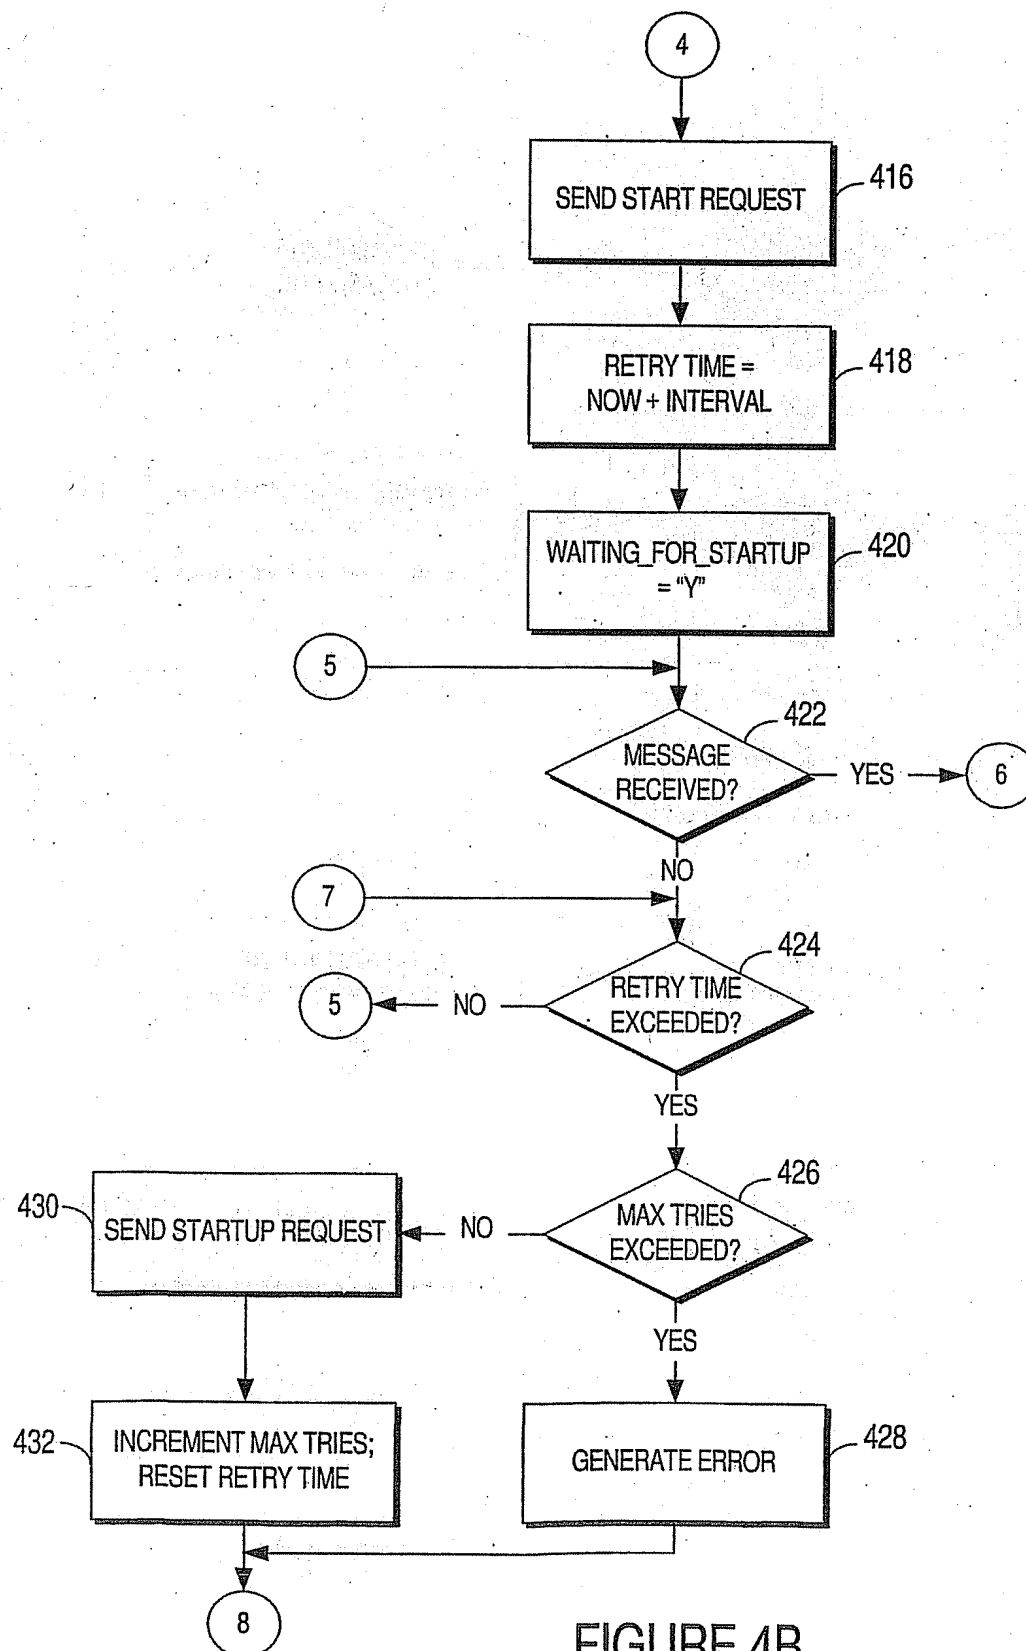 4
SEND START REQUEST
416
RETRY TIME =
NOW + INTERVAL
418
WAITING_FOR_STARTUP
= “Y”
420
5
422
MESSAGE
RECEIVED?
YES
6
NO
7
424
RETRY TIME
EXCEEDED?
NO
5
YES
426
MAX TRIES
EXCEEDED?
NO
430
SEND STARTUP REQUEST
YES
432
INCREMENT MAX TRIES;
RESET RETRY TIME
GENERATE ERROR
428
8
FIGURE 4B